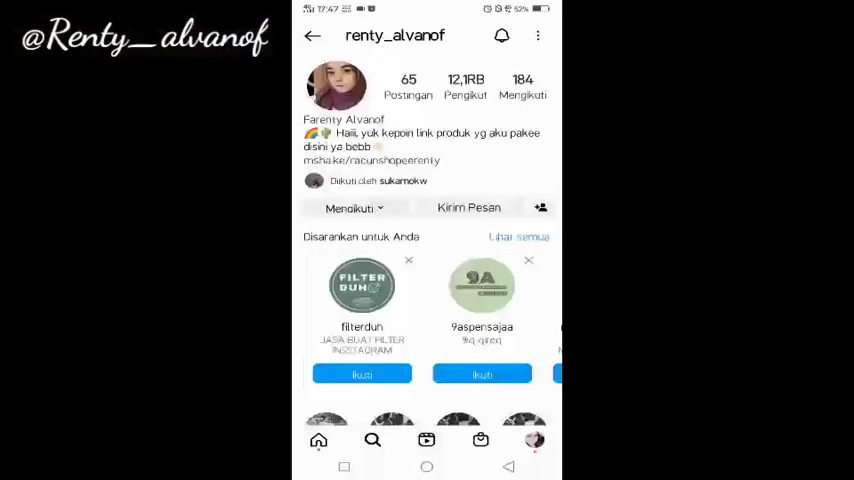 @Renty_alvanof
17:47
52%
renty_alvanof
65
12,1RB
184
Postingan
Pengikut
Mengikuti
Farenty Alvanof
🌈🌵 Haiii, yuk kepoin link produk yg aku pakee
disini ya bebb
msha.ke/racunshopeerenty
Diikuti oleh sukarnokw
Mengikuti
Kirim Pesan
Disarankan untuk Anda
Lihat semua
FILTER
DUH
9A
filterduh
9aspensajaa
JASA BUAT FILTER
INSTAGRAM
Ikuti
Ikuti